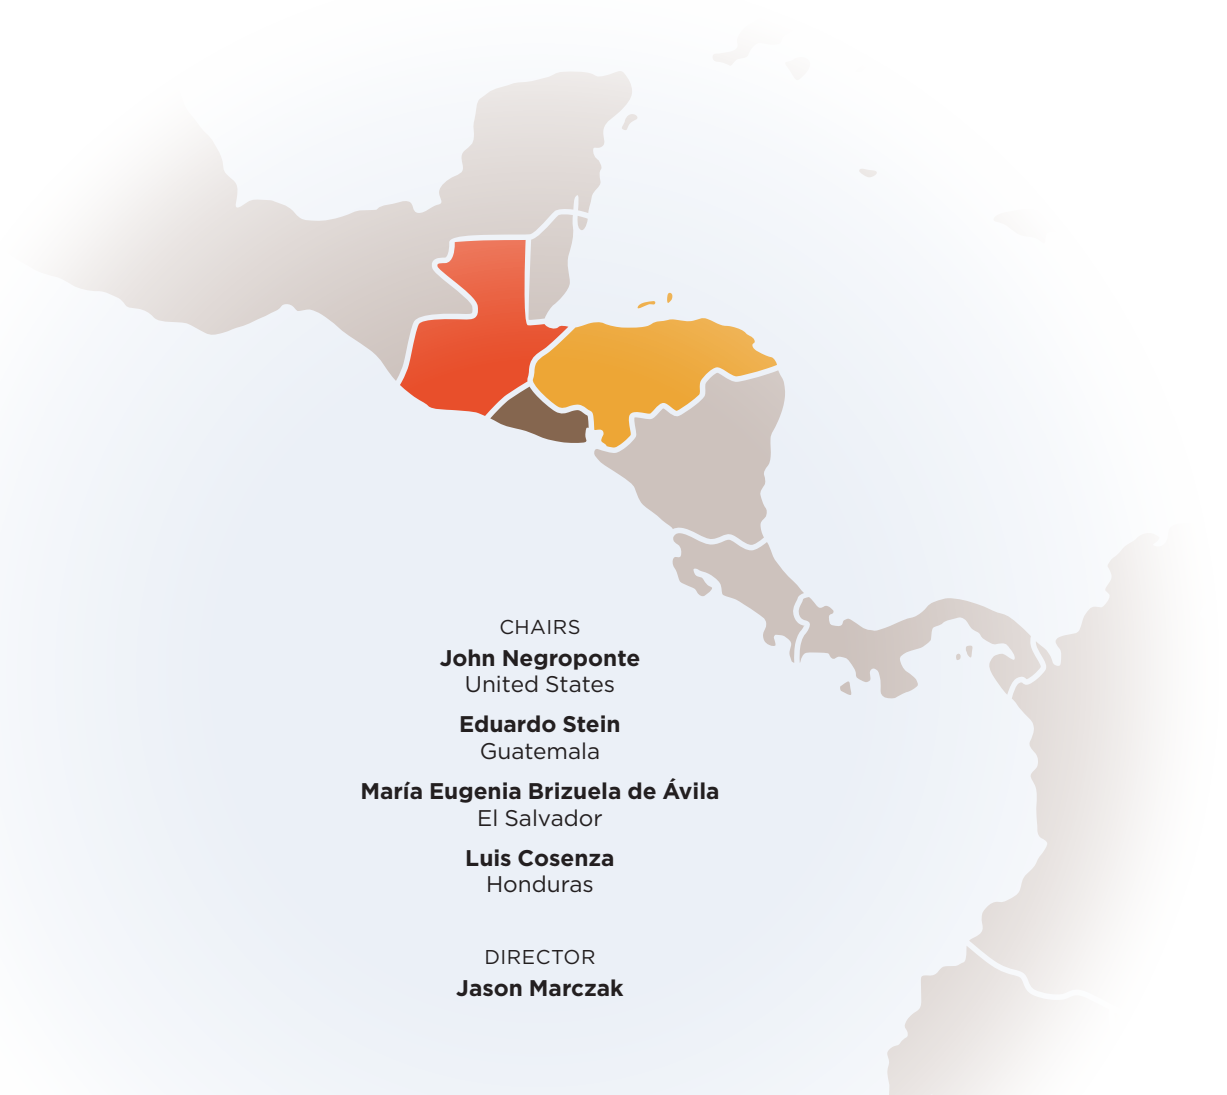 CHAIRS
John Negroponte
United States
Eduardo Stein
Guatemala
María Eugenia Brizuela de Ávila
El Salvador
Luis Cosenza
Honduras
DIRECTOR
Jason Marczak